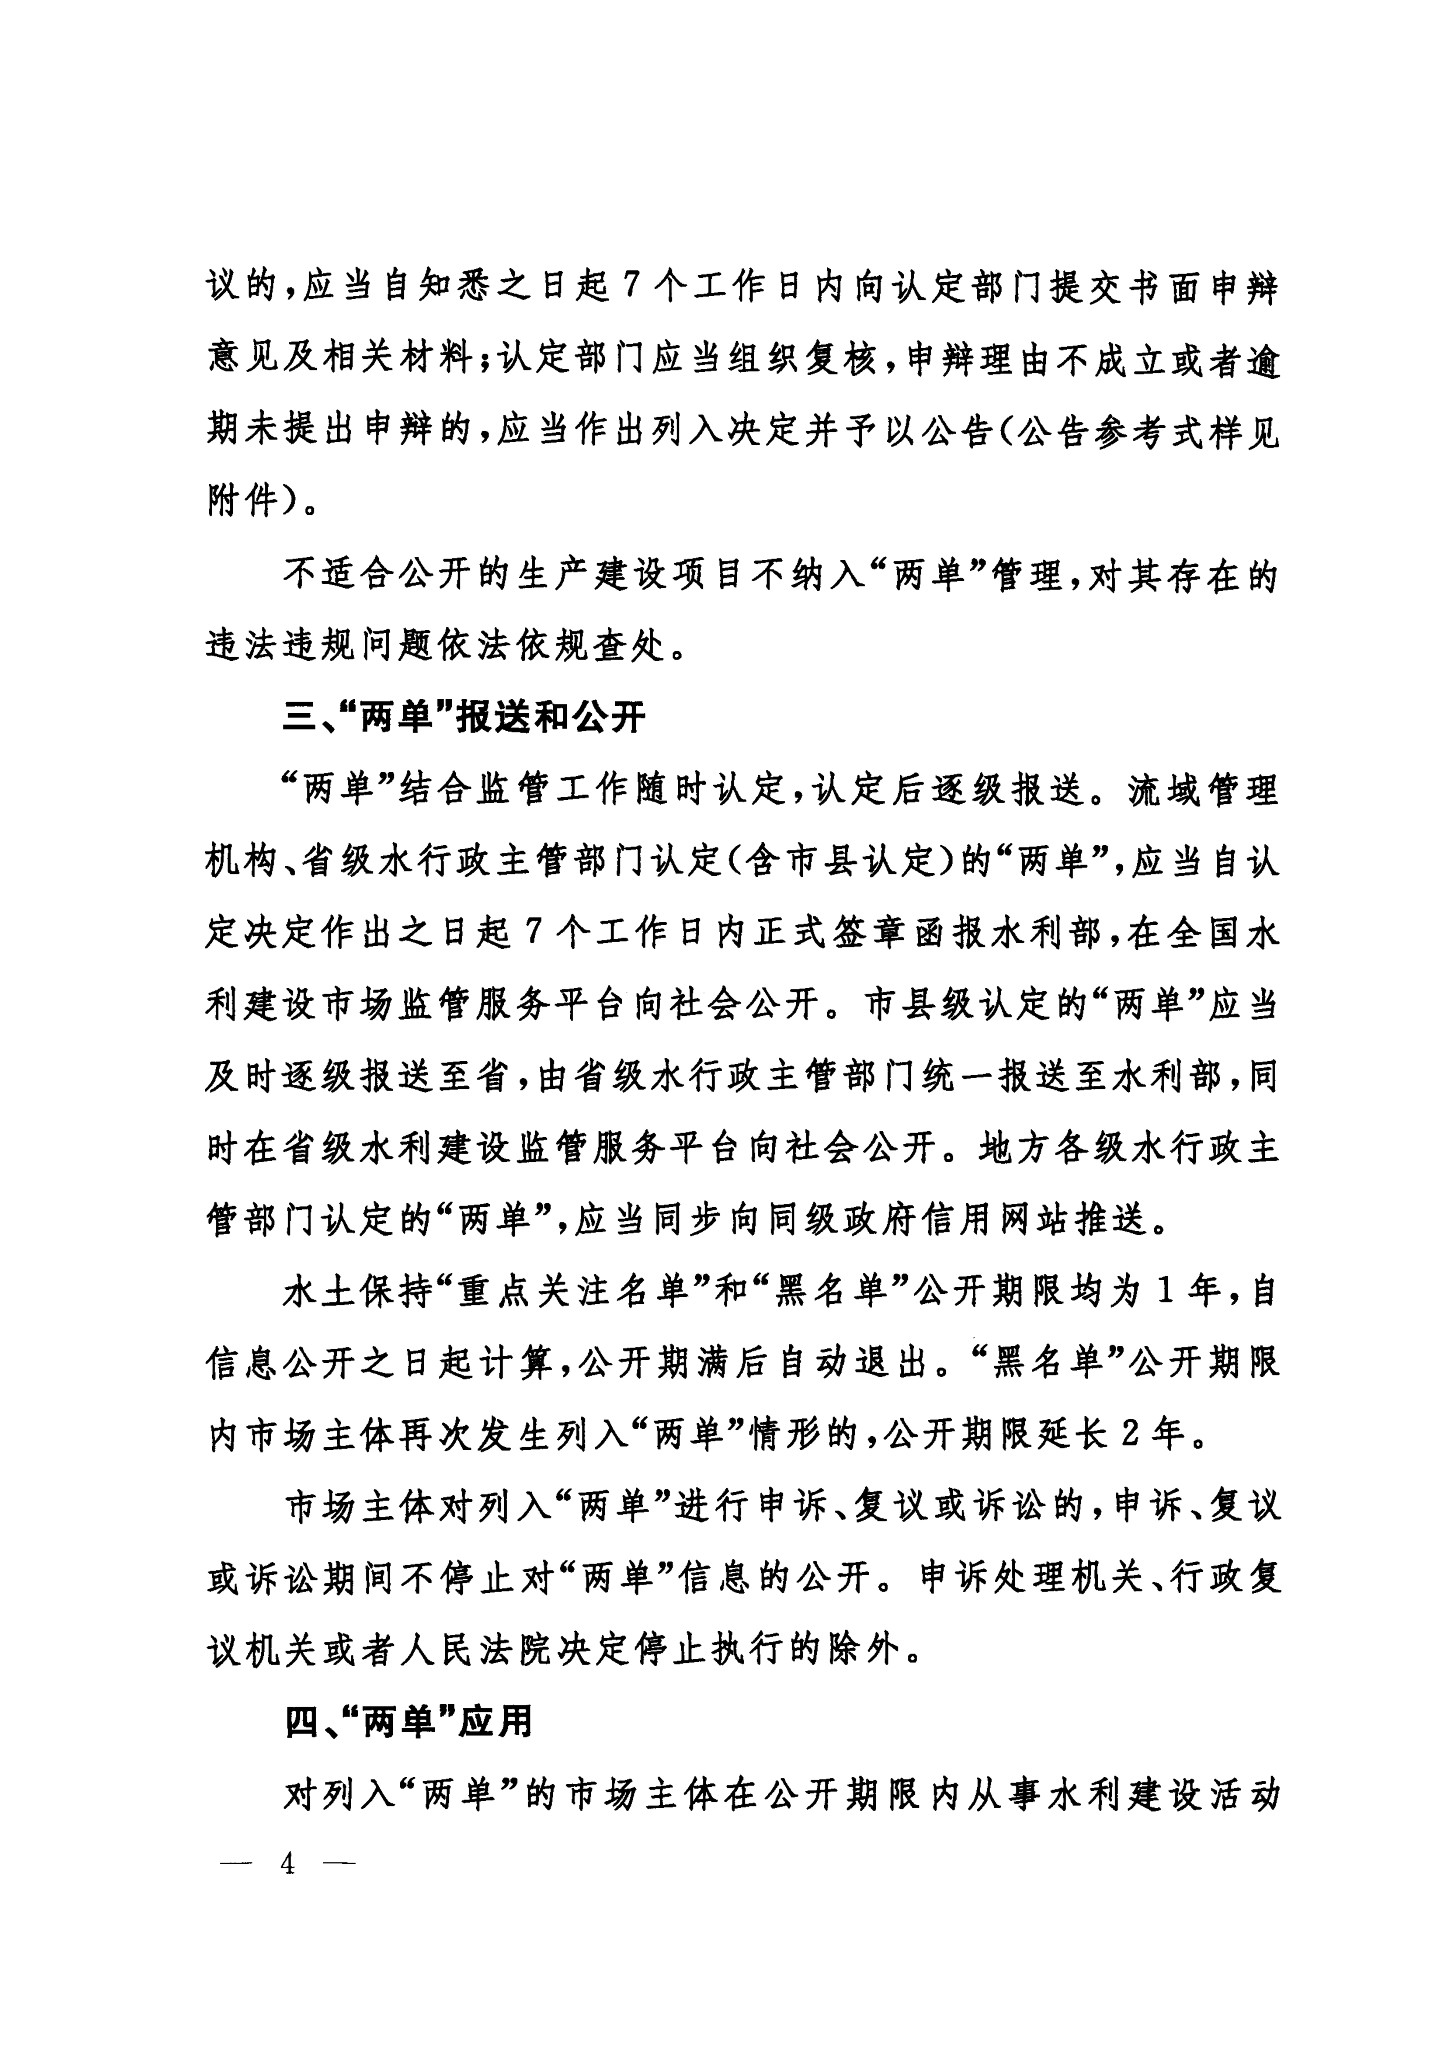 议的，应当自知悉之日起7个工作日内向认定部门提交书面申辩
意见及相关材料；认定部门应当组织复核，申辩理由不成立或者逾
期未提出申辩的，应当作出列入决定并予以公告（公告参考式样见
附件）。
不适合公开的生产建设项目不纳入“两单”管理，对其存在的
违法违规问题依法依规查处。
三、“两单”报送和公开
“两单”结合监管工作随时认定，认定后逐级报送。流域管理
机构、省级水行政主管部门认定（含市县认定）的“两单”，应当自认
定决定作出之日起7个工作日内正式签章函报水利部，在全国水
利建设市场监管服务平台向社会公开。市县级认定的“两单”应当
及时逐级报送至省，由省级水行政主管部门统一报送至水利部，同
时在省级水利建设监管服务平台向社会公开。地方各级水行政主
管部门认定的“两单”，应当同步向同级政府信用网站推送。
水土保持“重点关注名单”和“黑名单”公开期限均为1年，自
信息公开之日起计算，公开期满后自动退出。“黑名单”公开期限
内市场主体再次发生列入“两单”情形的，公开期限延长2年。
市场主体对列入“两单”进行申诉、复议或诉讼的，申诉、复议
或诉讼期间不停止对“两单”信息的公开。申诉处理机关、行政复
议机关或者人民法院决定停止执行的除外。
四、“两单”应用
对列入“两单”的市场主体在公开期限内从事水利建设活动
— 4 —